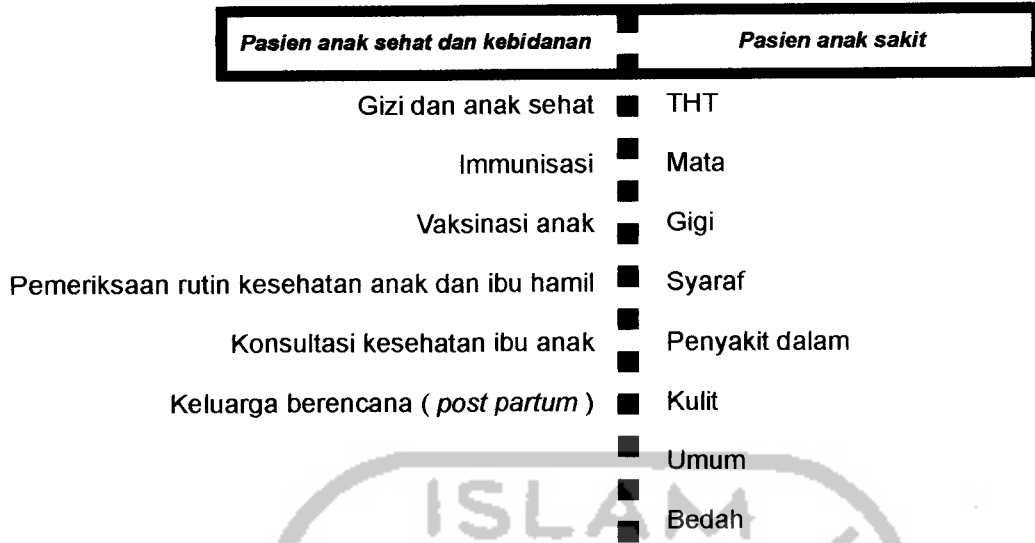 Pasien anak sehat dan kebidanan
Pasien anak sakit
Gizi dan anak sehat
THT
Immunisasi
Mata
Vaksinasi anak
Gigi
Pemeriksaan rutin kesehatan anak dan ibu hamil
Syaraf
Konsultasi kesehatan ibu anak
Penyakit dalam
Keluarga berencana ( post partum )
Kulit
Umum
ISLAM
Bedah